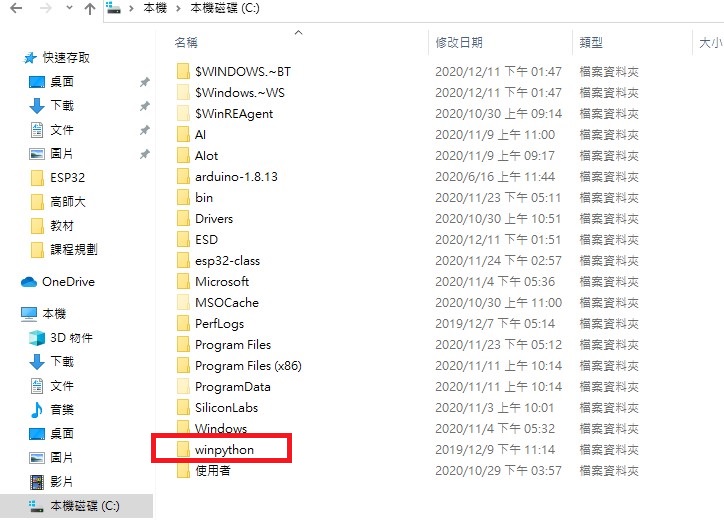 本機 > 本機磁碟 (C:) >
名稱 修改日期 類型 大小
快速存取
桌面
下載
文件
圖片
ESP32
高師大
教材
課程規劃
OneDrive
本機
3D 物件
下載
文件
音樂
桌面
圖片
影片
本機磁碟 (C:)
$WINDOWS.~BT 2020/12/11 下午 01:47 檔案資料夾
$Windows.~WS 2020/12/11 下午 01:47 檔案資料夾
$WinREAgent 2020/10/30 上午 09:14 檔案資料夾
AI 2020/11/9 上午 11:00 檔案資料夾
AIot 2020/11/9 上午 09:17 檔案資料夾
arduino-1.8.13 2020/6/16 上午 11:44 檔案資料夾
bin 2020/11/23 下午 05:11 檔案資料夾
Drivers 2020/10/30 上午 10:51 檔案資料夾
ESD 2020/12/11 上午 01:51 檔案資料夾
esp32-class 2020/11/24 下午 02:57 檔案資料夾
Microsoft 2020/11/4 下午 05:36 檔案資料夾
MSOCache 2020/10/30 上午 11:00 檔案資料夾
PerfLogs 2019/12/7 下午 05:14 檔案資料夾
Program Files 2020/11/23 下午 05:12 檔案資料夾
Program Files (x86) 2020/11/11 上午 10:14 檔案資料夾
ProgramData 2020/11/11 上午 10:14 檔案資料夾
SiliconLabs 2020/11/3 上午 10:01 檔案資料夾
Windows 2020/11/4 下午 05:32 檔案資料夾
winpython 2019/12/9 下午 11:14 檔案資料夾
使用者 2020/10/29 下午 03:57 檔案資料夾